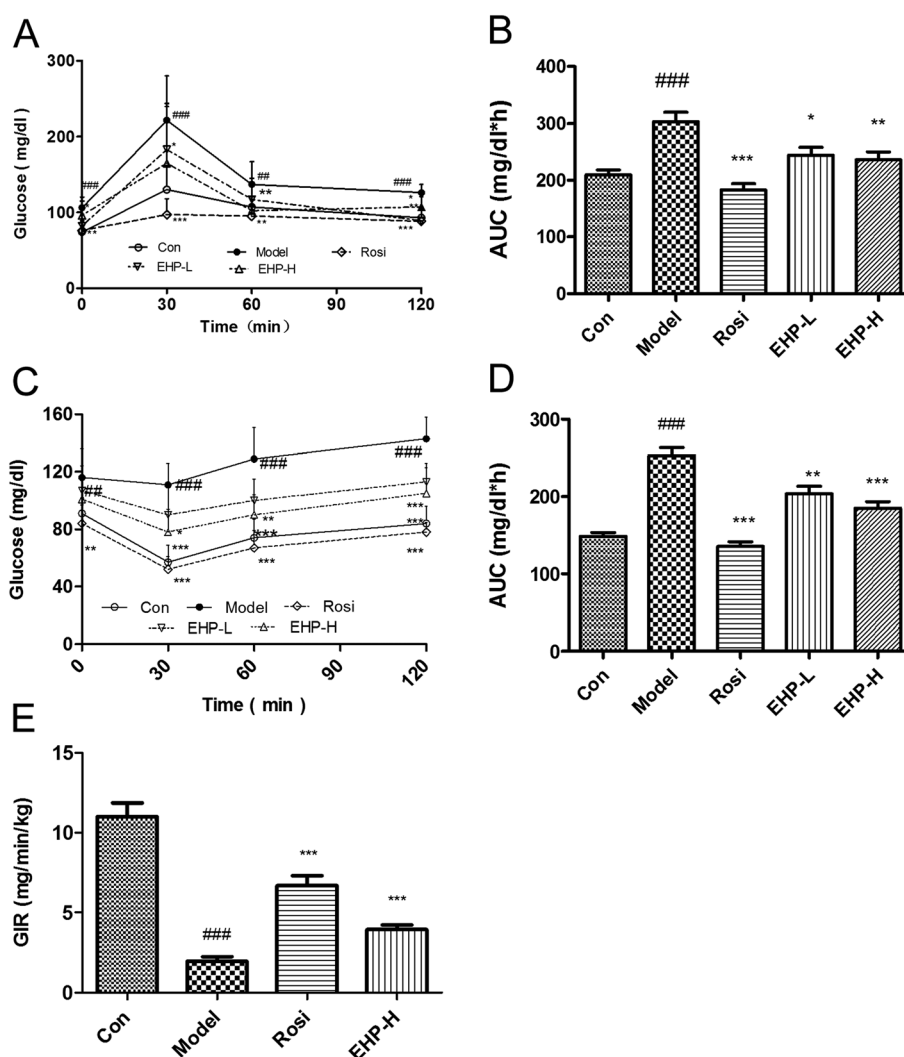 A
300
200
100
0
Glucose ( mg/dl )
### ### ## ###
* * ** * **
** *** ** ***
Con Model Rosi
EHP-L EHP-H
0 30 60 90 120
Time (min)
B
400
300
200
100
0
AUC (mg/dl*h)
###
*** * **
Con Model Rosi EHP-L EHP-H
C
160
120
80
40
0
Glucose (mg/dl)
## ### ### ###
* ** ***
*** *** ***
** *** *** ***
Con Model Rosi
EHP-L EHP-H
0 30 60 90 120
Time ( min )
D
300
200
100
0
AUC (mg/dl*h)
###
*** ** ***
Con Model Rosi EHP-L EHP-H
E
15
10
5
0
GIR (mg/min/kg)
### *** ***
Con Model Rosi EHP-H